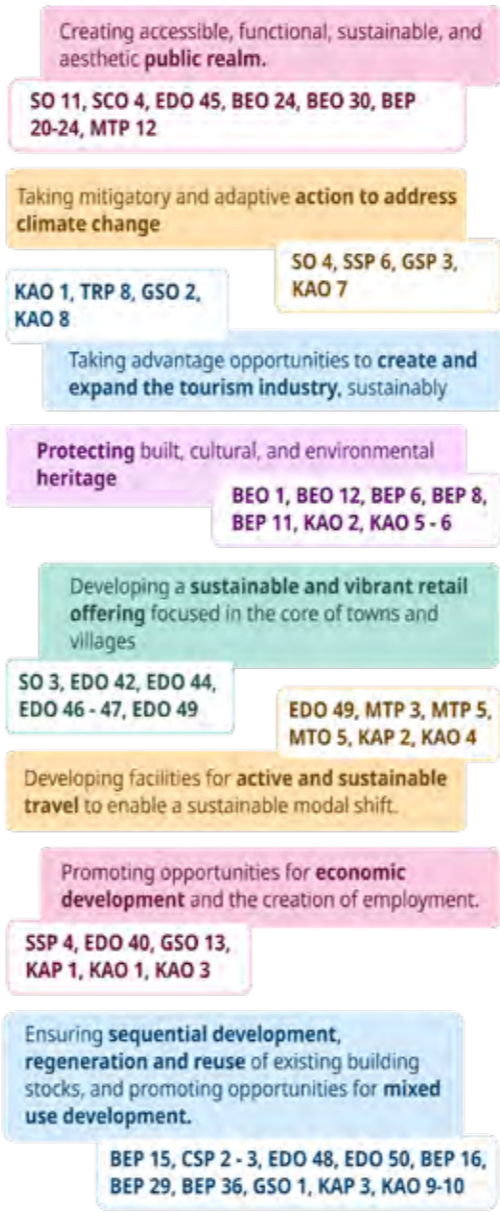 Creating accessible, functional, sustainable, and
aesthetic public realm.
SO 11, SCO 4, EDO 45, BEO 24, BEO 30, BEP
20-24, MTP 12
Taking mitigatory and adaptive action to address
climate change
SO 4, SSP 6, GSP 3,
KAO 7
KAO 1, TRP 8, GSO 2,
KAO 8
Taking advantage opportunities to create and
expand the tourism industry, sustainably
Protecting built, cultural, and environmental
heritage
BEO 1, BEO 12, BEP 6, BEP 8,
BEP 11, KAO 2, KAO 5 - 6
Developing a sustainable and vibrant retail
offering focused in the core of towns and
villages
SO 3, EDO 42, EDO 44,
EDO 46 - 47, EDO 49
EDO 49, MTP 3, MTP 5,
MTO 5, KAP 2, KAO 4
Developing facilities for active and sustainable
travel to enable a sustainable modal shift.
Promoting opportunities for economic
development and the creation of employment.
SSP 4, EDO 40, GSO 13,
KAP 1, KAO 1, KAO 3
Ensuring sequential development,
regeneration and reuse of existing building
stocks, and promoting opportunities for mixed
use development.
BEP 15, CSP 2 - 3, EDO 48, EDO 50, BEP 16,
BEP 29, BEP 36, GSO 1, KAP 3, KAO 9-10